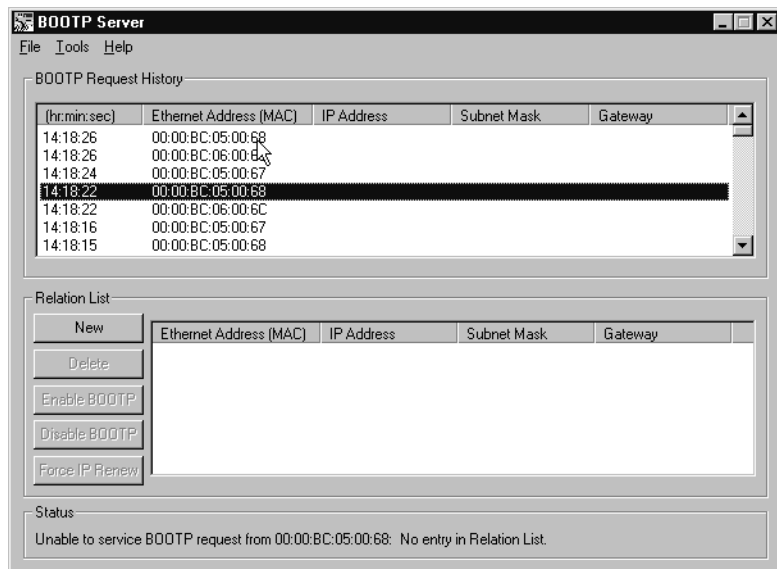 BOOTP Server
File Tools Help
BOOTP Request History
(hr:min:sec) Ethernet Address (MAC) IP Address Subnet Mask Gateway
14:18:26 00:00:BC:05:00:68
14:18:26 00:00:BC:06:00:
14:18:24 00:00:BC:05:00:67
14:18:22 00:00:BC:05:00:68
14:18:22 00:00:BC:06:00:6C
14:18:16 00:00:BC:05:00:67
14:18:15 00:00:BC:05:00:68
Relation List
New
Delete
Enable BOOTP
Disable BOOTP
Force IP Renew
Ethernet Address (MAC) IP Address Subnet Mask Gateway
Status
Unable to service BOOTP request from 00:00:BC:05:00:68: No entry in Relation List.